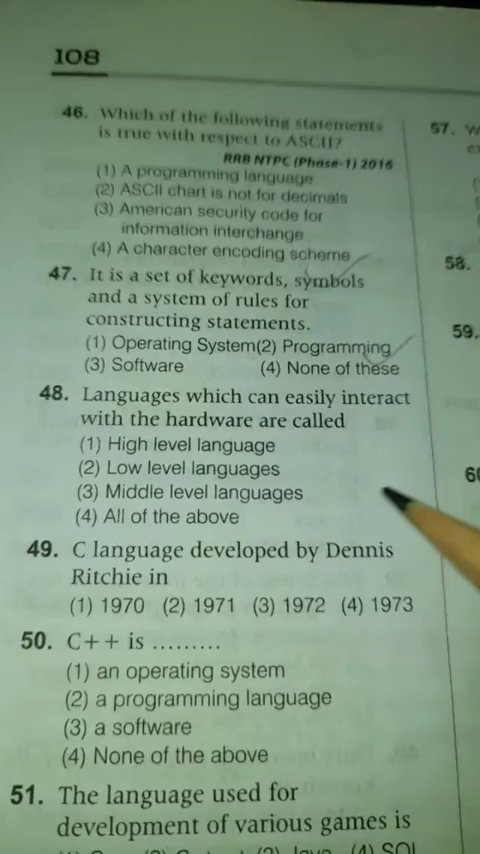 108
46. Which of the following statements
is true with respect to ASCII?
RRB NTPC (Phase-1) 2016
(1) A programming language
(2) ASCII chart is not for decimals
(3) American security code for
information interchange
(4) A character encoding scheme
47. It is a set of keywords, symbols
and a system of rules for
constructing statements.
(1) Operating System(2) Programming
(3) Software (4) None of these
48. Languages which can easily interact
with the hardware are called
(1) High level language
(2) Low level languages
(3) Middle level languages
(4) All of the above
49. C language developed by Dennis
Ritchie in
(1) 1970 (2) 1971 (3) 1972 (4) 1973
50. C++ is .........
(1) an operating system
(2) a programming language
(3) a software
(4) None of the above
51. The language used for
development of various games is
57.
58.
59.